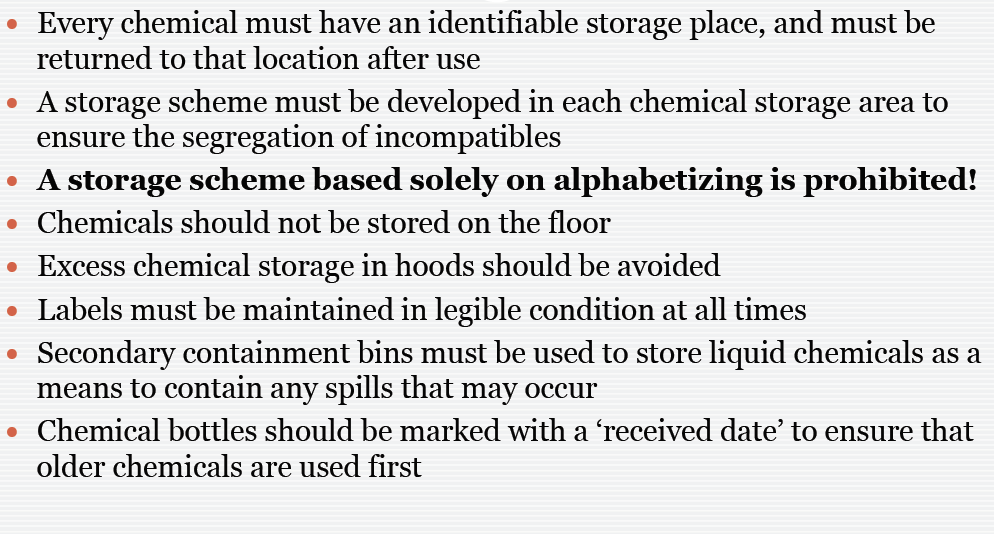 • Every chemical must have an identifiable storage place, and must be
returned to that location after use
• A storage scheme must be developed in each chemical storage area to
ensure the segregation of incompatibles
• A storage scheme based solely on alphabetizing is prohibited!
• Chemicals should not be stored on the floor
• Excess chemical storage in hoods should be avoided
• Labels must be maintained in legible condition at all times
• Secondary containment bins must be used to store liquid chemicals as a
means to contain any spills that may occur
• Chemical bottles should be marked with a ‘received date’ to ensure that
older chemicals are used first